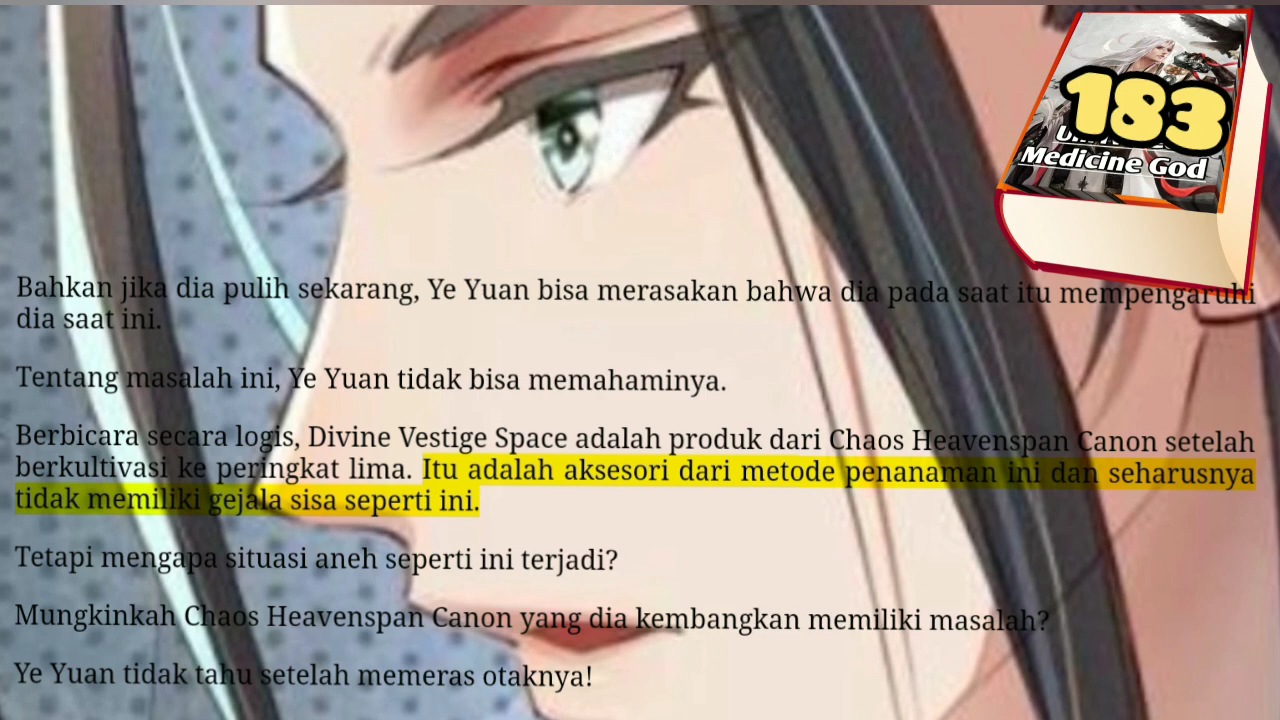 183
Medicine God
Bahkan jika dia pulih sekarang, Ye Yuan bisa merasakan bahwa dia pada saat itu mempengaruhi
dia saat ini.
Tentang masalah ini, Ye Yuan tidak bisa memahaminya.
Berbicara secara logis, Divine Vestige Space adalah produk dari Chaos Heavenspan Canon setelah
berkultivasi ke peringkat lima. Itu adalah aksesori dari metode penanaman ini dan seharusnya
tidak memiliki gejala sisa seperti ini.
Tetapi mengapa situasi aneh seperti ini terjadi?
Mungkinkah Chaos Heavenspan Canon yang dia kembangkan memiliki masalah?
Ye Yuan tidak tahu setelah memeras otaknya!